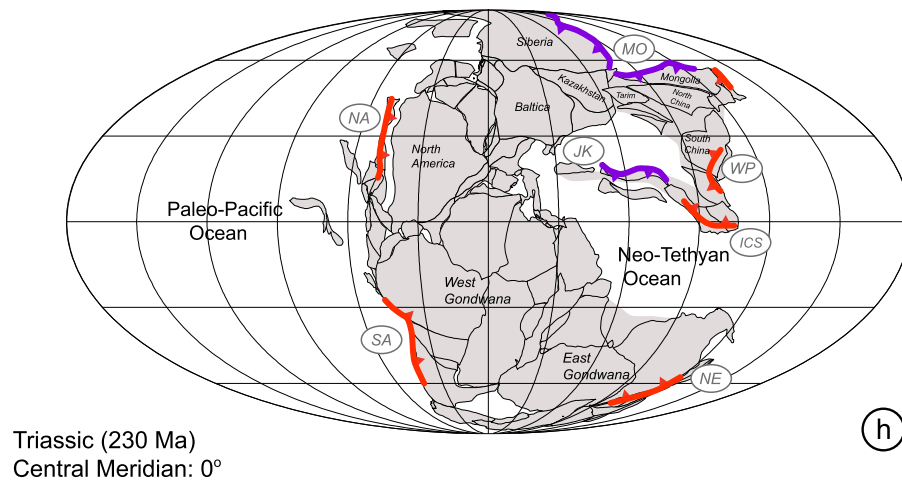 Siberia
MO
Mongolia
Kazakhstan
Tarim
North
China
Baltica
NA
North
America
South
China
JK
WP
Paleo-Pacific
Ocean
ICS
Neo-Tethyan
Ocean
West
Gondwana
SA
East
Gondwana
NE
h
Triassic (230 Ma)
Central Meridian: 0°